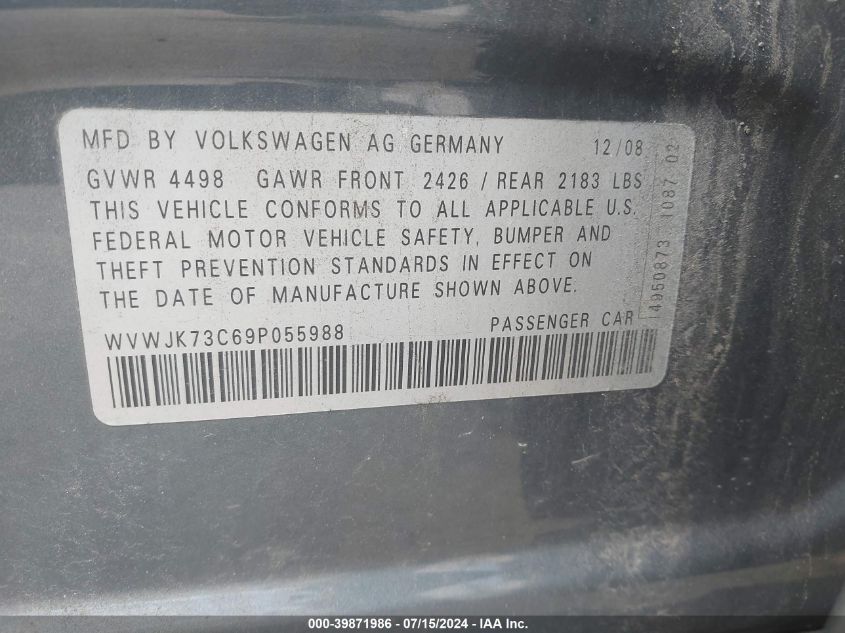 MFD BY VOLKSWAGEN AG GERMANY 12/08
GVWR 4498 GAWR FRONT 2426 / REAR 2183 LBS
THIS VEHICLE CONFORMS TO ALL APPLICABLE U.S.
FEDERAL MOTOR VEHICLE SAFETY, BUMPER AND
THEFT PREVENTION STANDARDS IN EFFECT ON
THE DATE OF MANUFACTURE SHOWN ABOVE.
WVWJK73C69P055988 PASSENGER CAR
4950873 1087 02
000-39871986 - 07/15/2024 - IAA Inc.